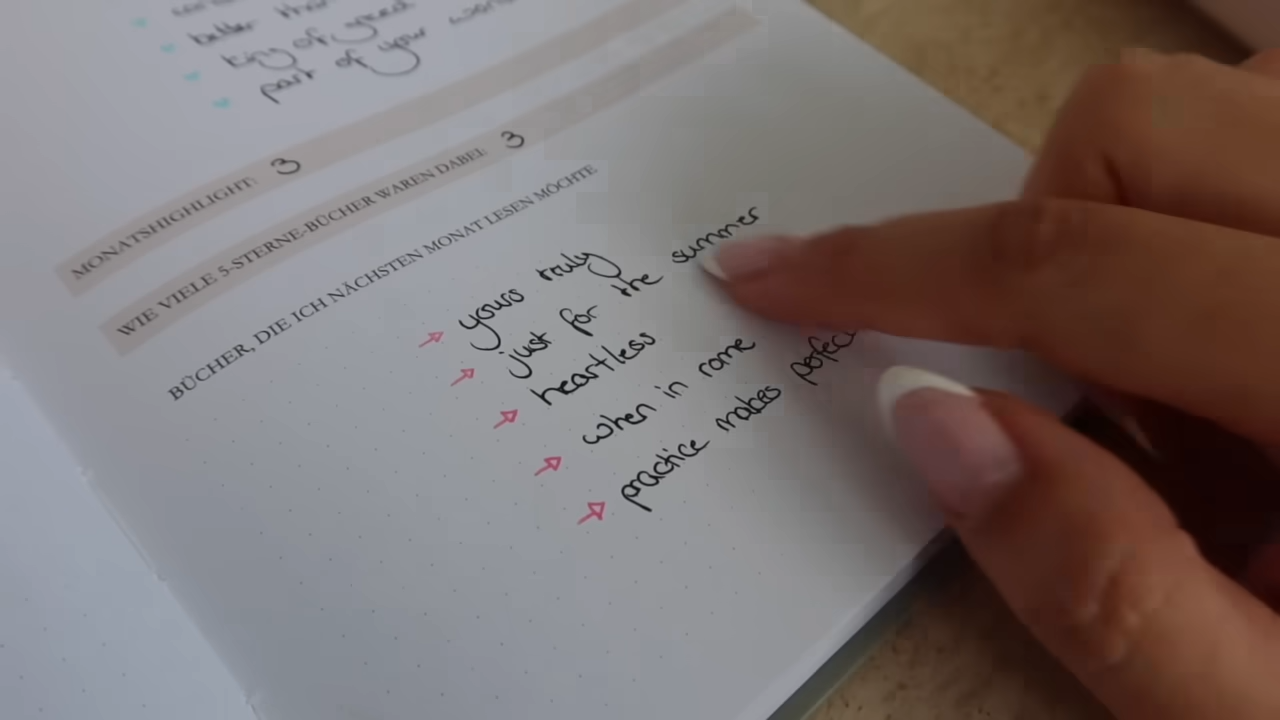 better than
king of greed
part of your
MONATSHIGHLIGHT: 3
WIE VIELE 5-STERNE-BÜCHER WAREN DABEI: 3
BÜCHER, DIE ICH NÄCHSTEN MONAT LESEN MÖCHTE
yours truly
just for the summer
heartless
when in rome
practice makes